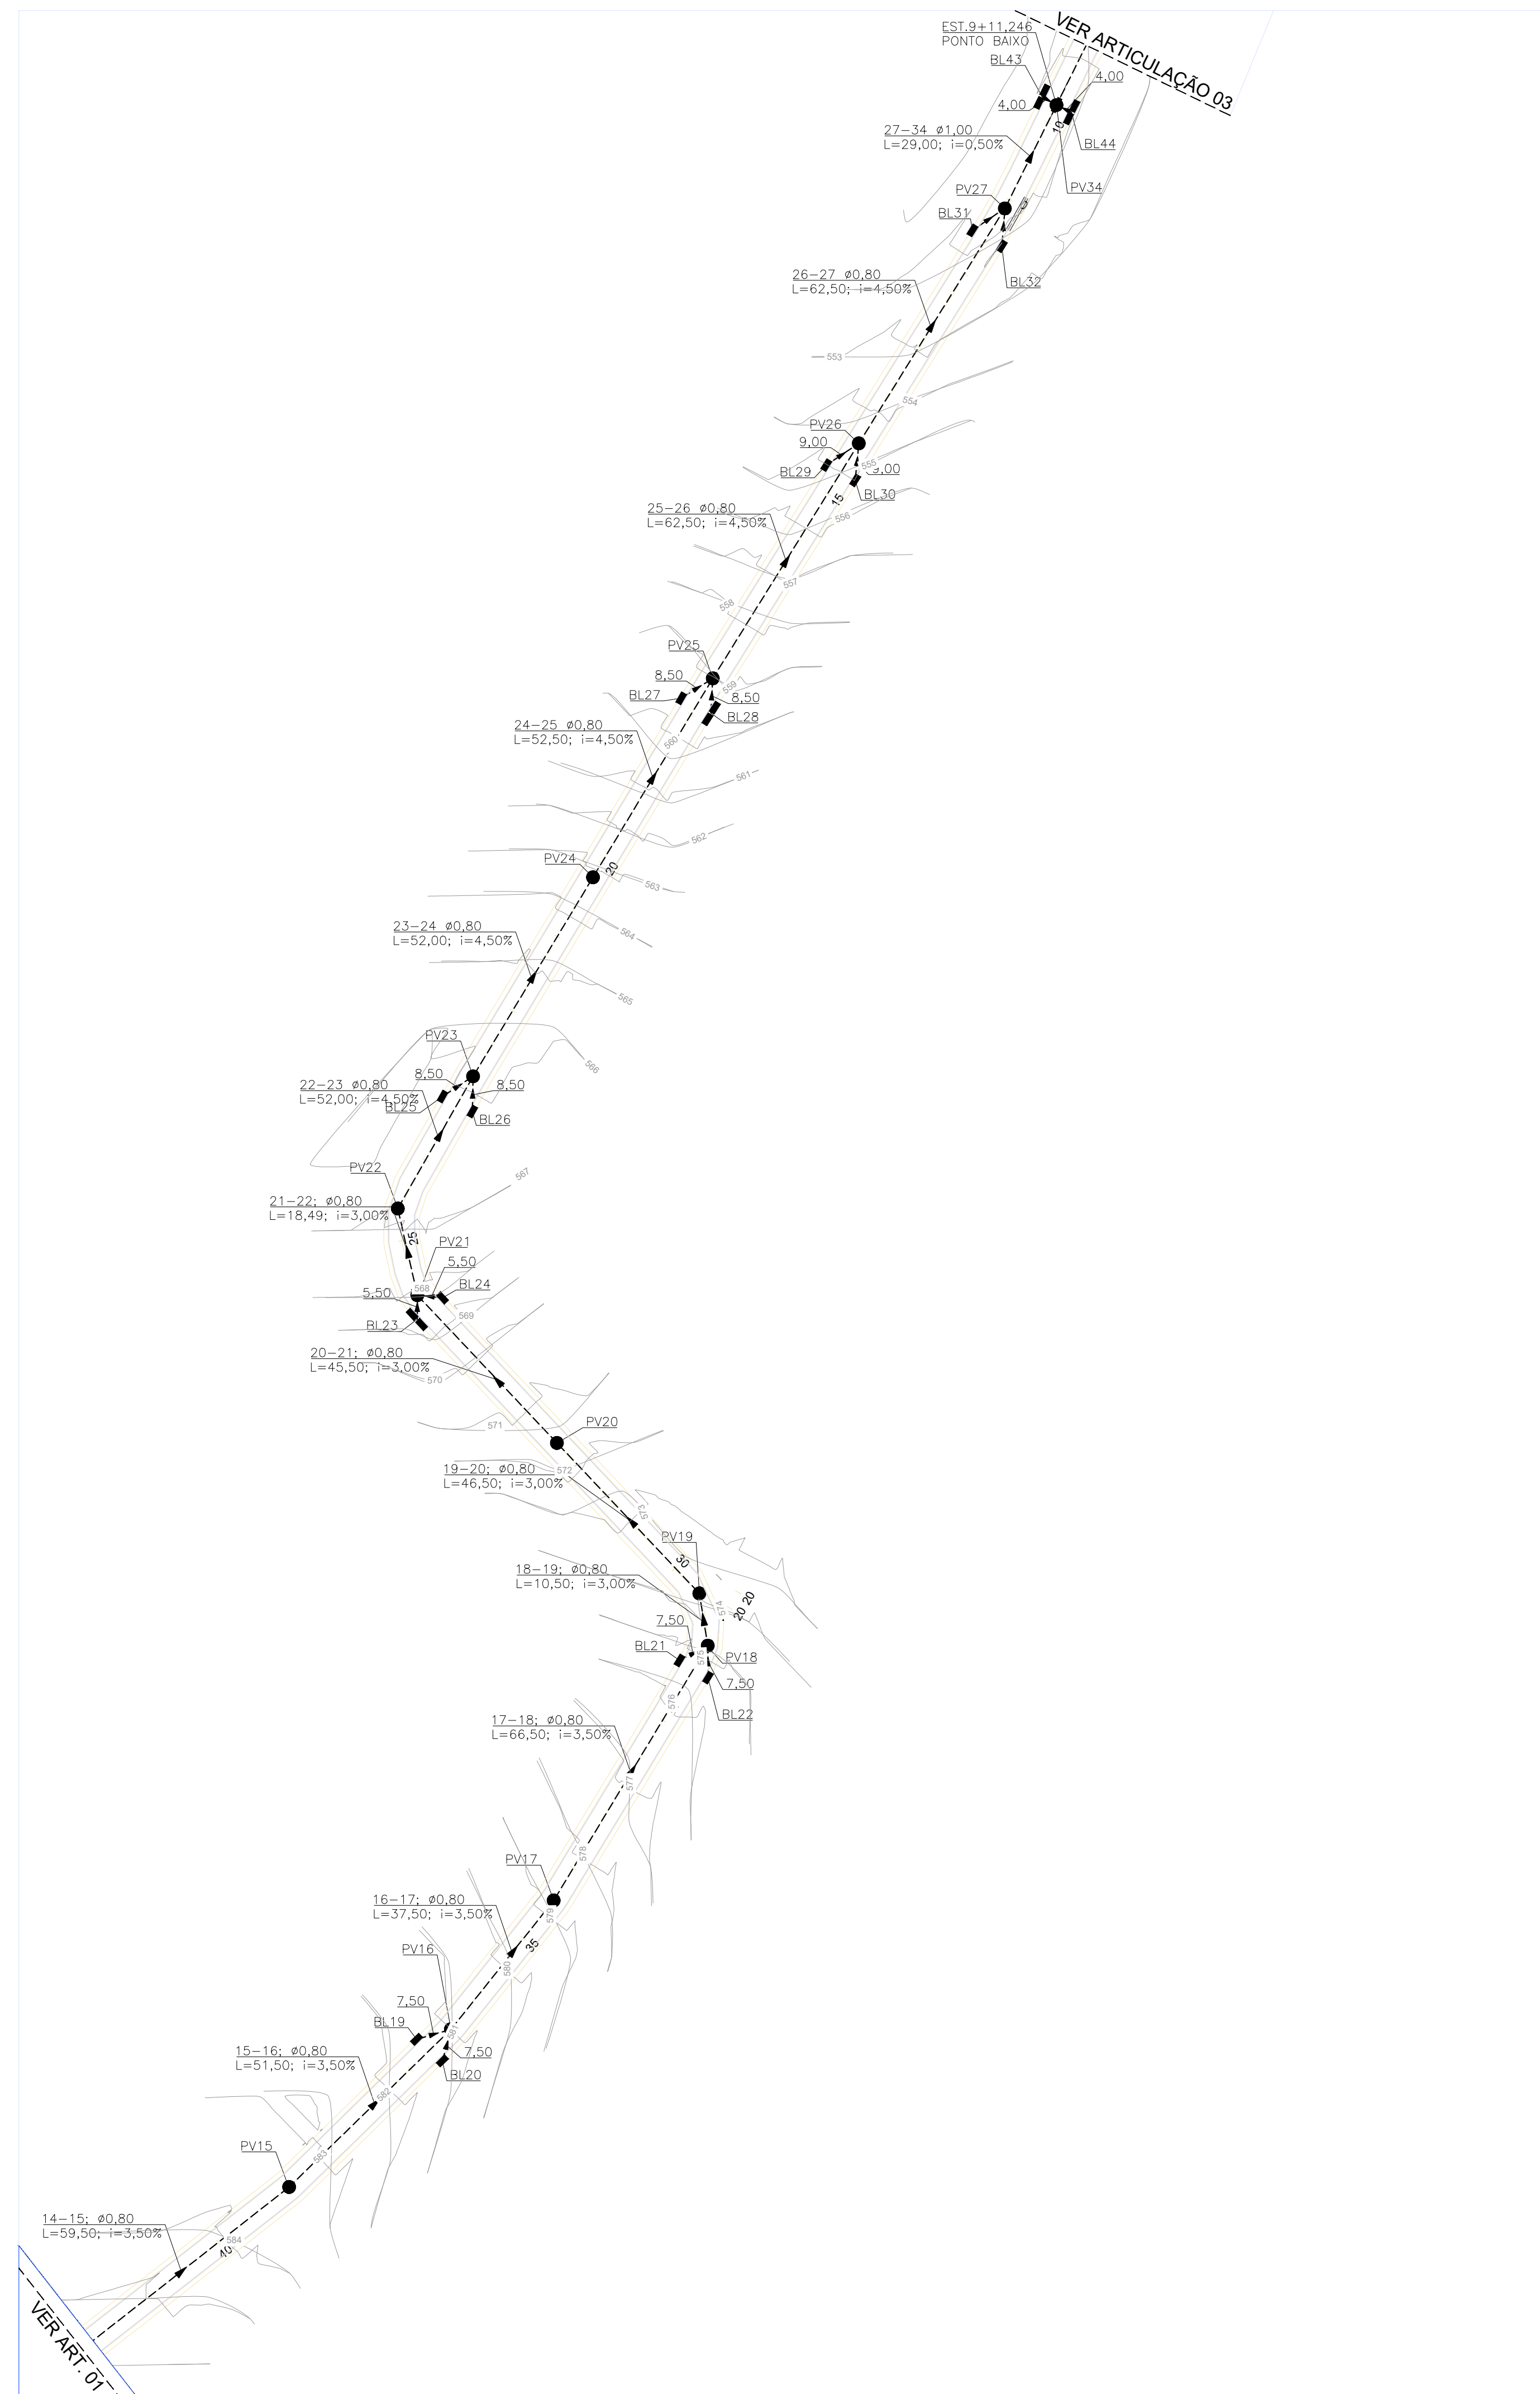 VER ARTICULAÇÃO 03
EST.9+11,246
PONTO BAIXO
BL43
4,00
4,00
10
BL44
27-34 ø1,00
L=29,00; i=0,50%
PV34
PV27
BL31
BL32
26-27 ø0,80
L=62,50; i=4,50%
553
554
PV26
9,00
555
BL29
BL30
15
25-26 ø0,80
L=62,50; i=4,50%
556
557
558
PV25
8,50
559
BL27
8,50
BL28
24-25 ø0,80
L=52,50; i=4,50%
560
561
562
PV24
20
563
23-24 ø0,80
L=52,00; i=4,50%
564
565
PV23
566
8,50
22-23 ø0,80
L=52,00; i=4,50%
8,50
BL25
BL26
PV22
567
21-22; ø0,80
L=18,49; i=3,00%
25
PV21
5,50
BL24
568
5,50
569
BL23
20-21; ø0,80
L=45,50; i=3,00%
570
571
PV20
572
19-20; ø0,80
L=46,50; i=3,00%
573
PV19
30
18-19; ø0,80
L=10,50; i=3,00%
574
20 20
7,50
BL21
575
PV18
7,50
576
BL22
17-18; ø0,80
L=66,50; i=3,50%
577
578
PV17
579
16-17; ø0,80
L=37,50; i=3,50%
35
PV16
580
7,50
BL19
581
7,50
15-16; ø0,80
L=51,50; i=3,50%
BL20
582
PV15
583
14-15; ø0,80
L=59,50; i=3,50%
584
40
VER ART. 01